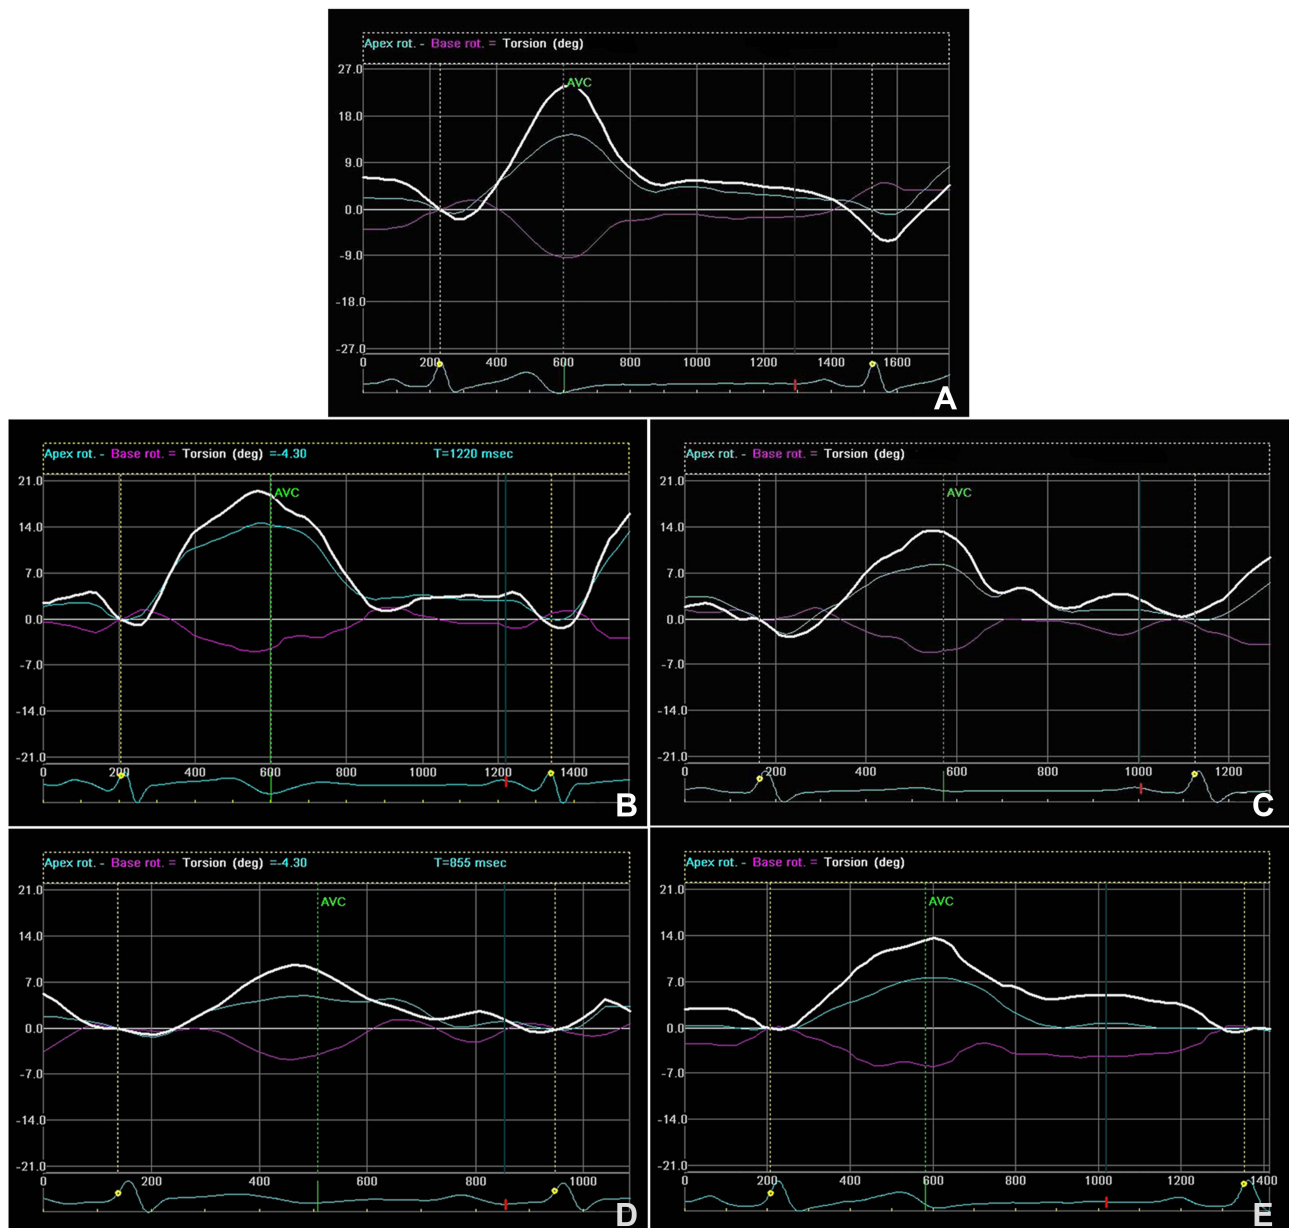 Apex rot. - Base rot. = Torsion (deg)
27.0
AVC
18.0
9.0
0.0
-9.0
-18.0
-27.0
0 200 400 600 800 1000 1200 1400 1600
A
Apex rot. - Base rot. = Torsion (deg) =-4.30 T=1220 msec
21.0
AVC
14.0
7.0
0.0
-7.0
-14.0
-21.0
0 200 400 600 800 1000 1200 1400
B
Apex rot. - Base rot. = Torsion (deg)
21.0
AVC
14.0
7.0
0.0
-7.0
-14.0
-21.0
0 200 400 600 800 1000 1200
C
Apex rot. - Base rot. = Torsion (deg) =-4.30 T=855 msec
21.0
AVC
14.0
7.0
0.0
-7.0
-14.0
-21.0
0 200 400 600 800 1000
D
Apex rot. - Base rot. = Torsion (deg)
21.0
AVC
14.0
7.0
0.0
-7.0
-14.0
-21.0
0 200 400 600 800 1000 1200 1400
E